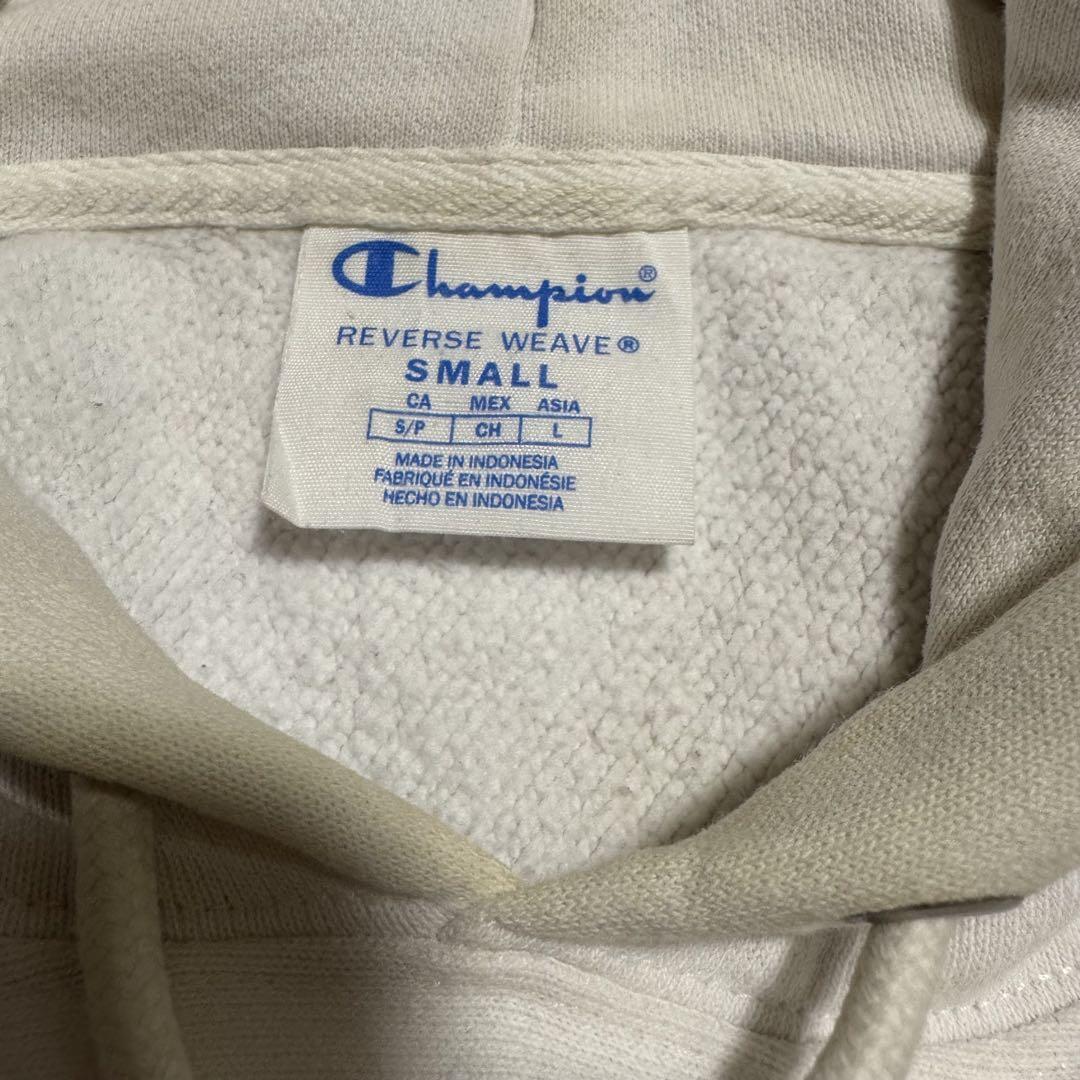 Champion®
REVERSE WEAVE®
SMALL
CA MEX ASIA
S/P CH L
MADE IN INDONESIA
FABRIQUÉ EN INDONÉSIE
HECHO EN INDONESIA